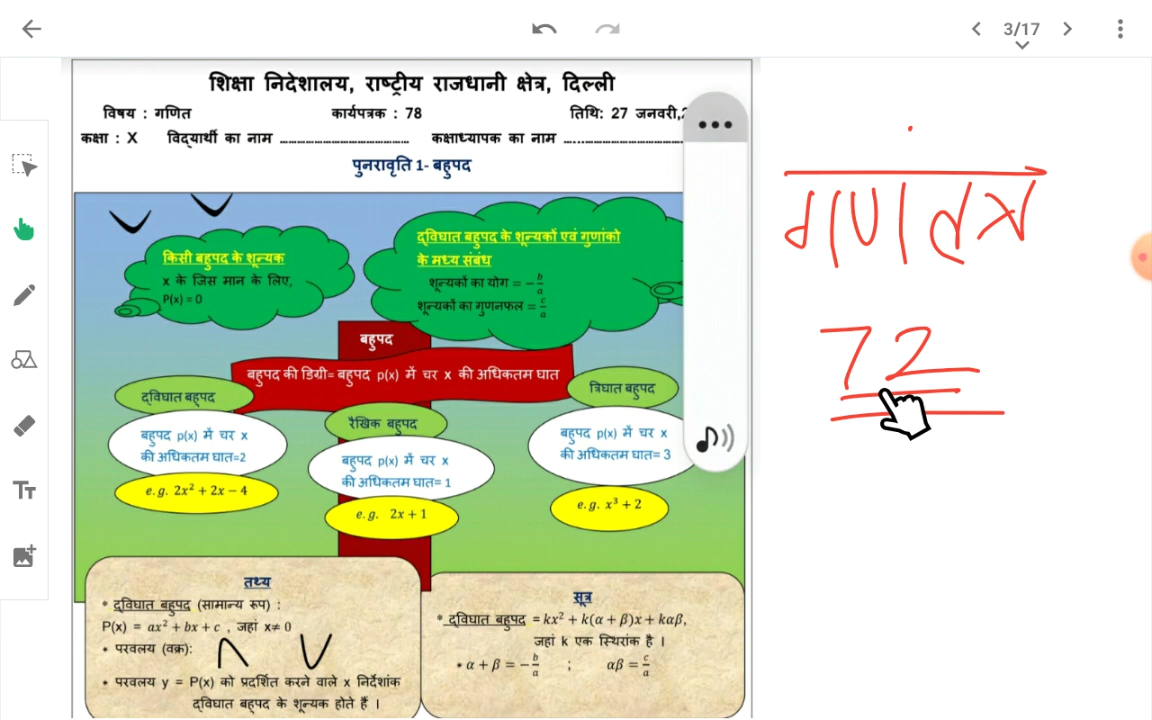 3/17
शिक्षा निदेशालय, राष्ट्रीय राजधानी क्षेत्र, दिल्ली
विषय : गणित कार्यपत्रक : 78 तिथि: 27 जनवरी,
कक्षा : X विद्यार्थी का नाम ............................ कक्षाध्यापक का नाम ............................
पुनरावृति 1- बहुपद
किसी बहुपद के शून्यक
x के जिस मान के लिए,
P(x) = 0
द्विघात बहुपद के शून्यकों एवं गुणांको
के मध्य संबंध
शून्यकों का योग = −b/a
शून्यकों का गुणनफल = c/a
बहुपद
बहुपद की डिग्री= बहुपद p(x) में चर x की अधिकतम घात
द्विघात बहुपद
बहुपद p(x) में चर x
की अधिकतम घात=2
e.g. 2x² + 2x − 4
रैखिक बहुपद
बहुपद p(x) में चर x
की अधिकतम घात= 1
e.g. 2x + 1
त्रिघात बहुपद
बहुपद p(x) में चर x
की अधिकतम घात= 3
e.g. x³ + 2
तथ्य
* द्विघात बहुपद (सामान्य रूप) :
P(x) = ax² + bx + c , जहां x≠ 0
• परवलय (वक्र):
• परवलय y = P(x) को प्रदर्शित करने वाले x निर्देशांक
द्विघात बहुपद के शून्यक होते हैं ।
सूत्र
* द्विघात बहुपद = kx² + k(α + β)x + kαβ,
जहां k एक स्थिरांक है ।
* α + β = −b/a ; αβ = c/a
गणतंत्र
72
Tт